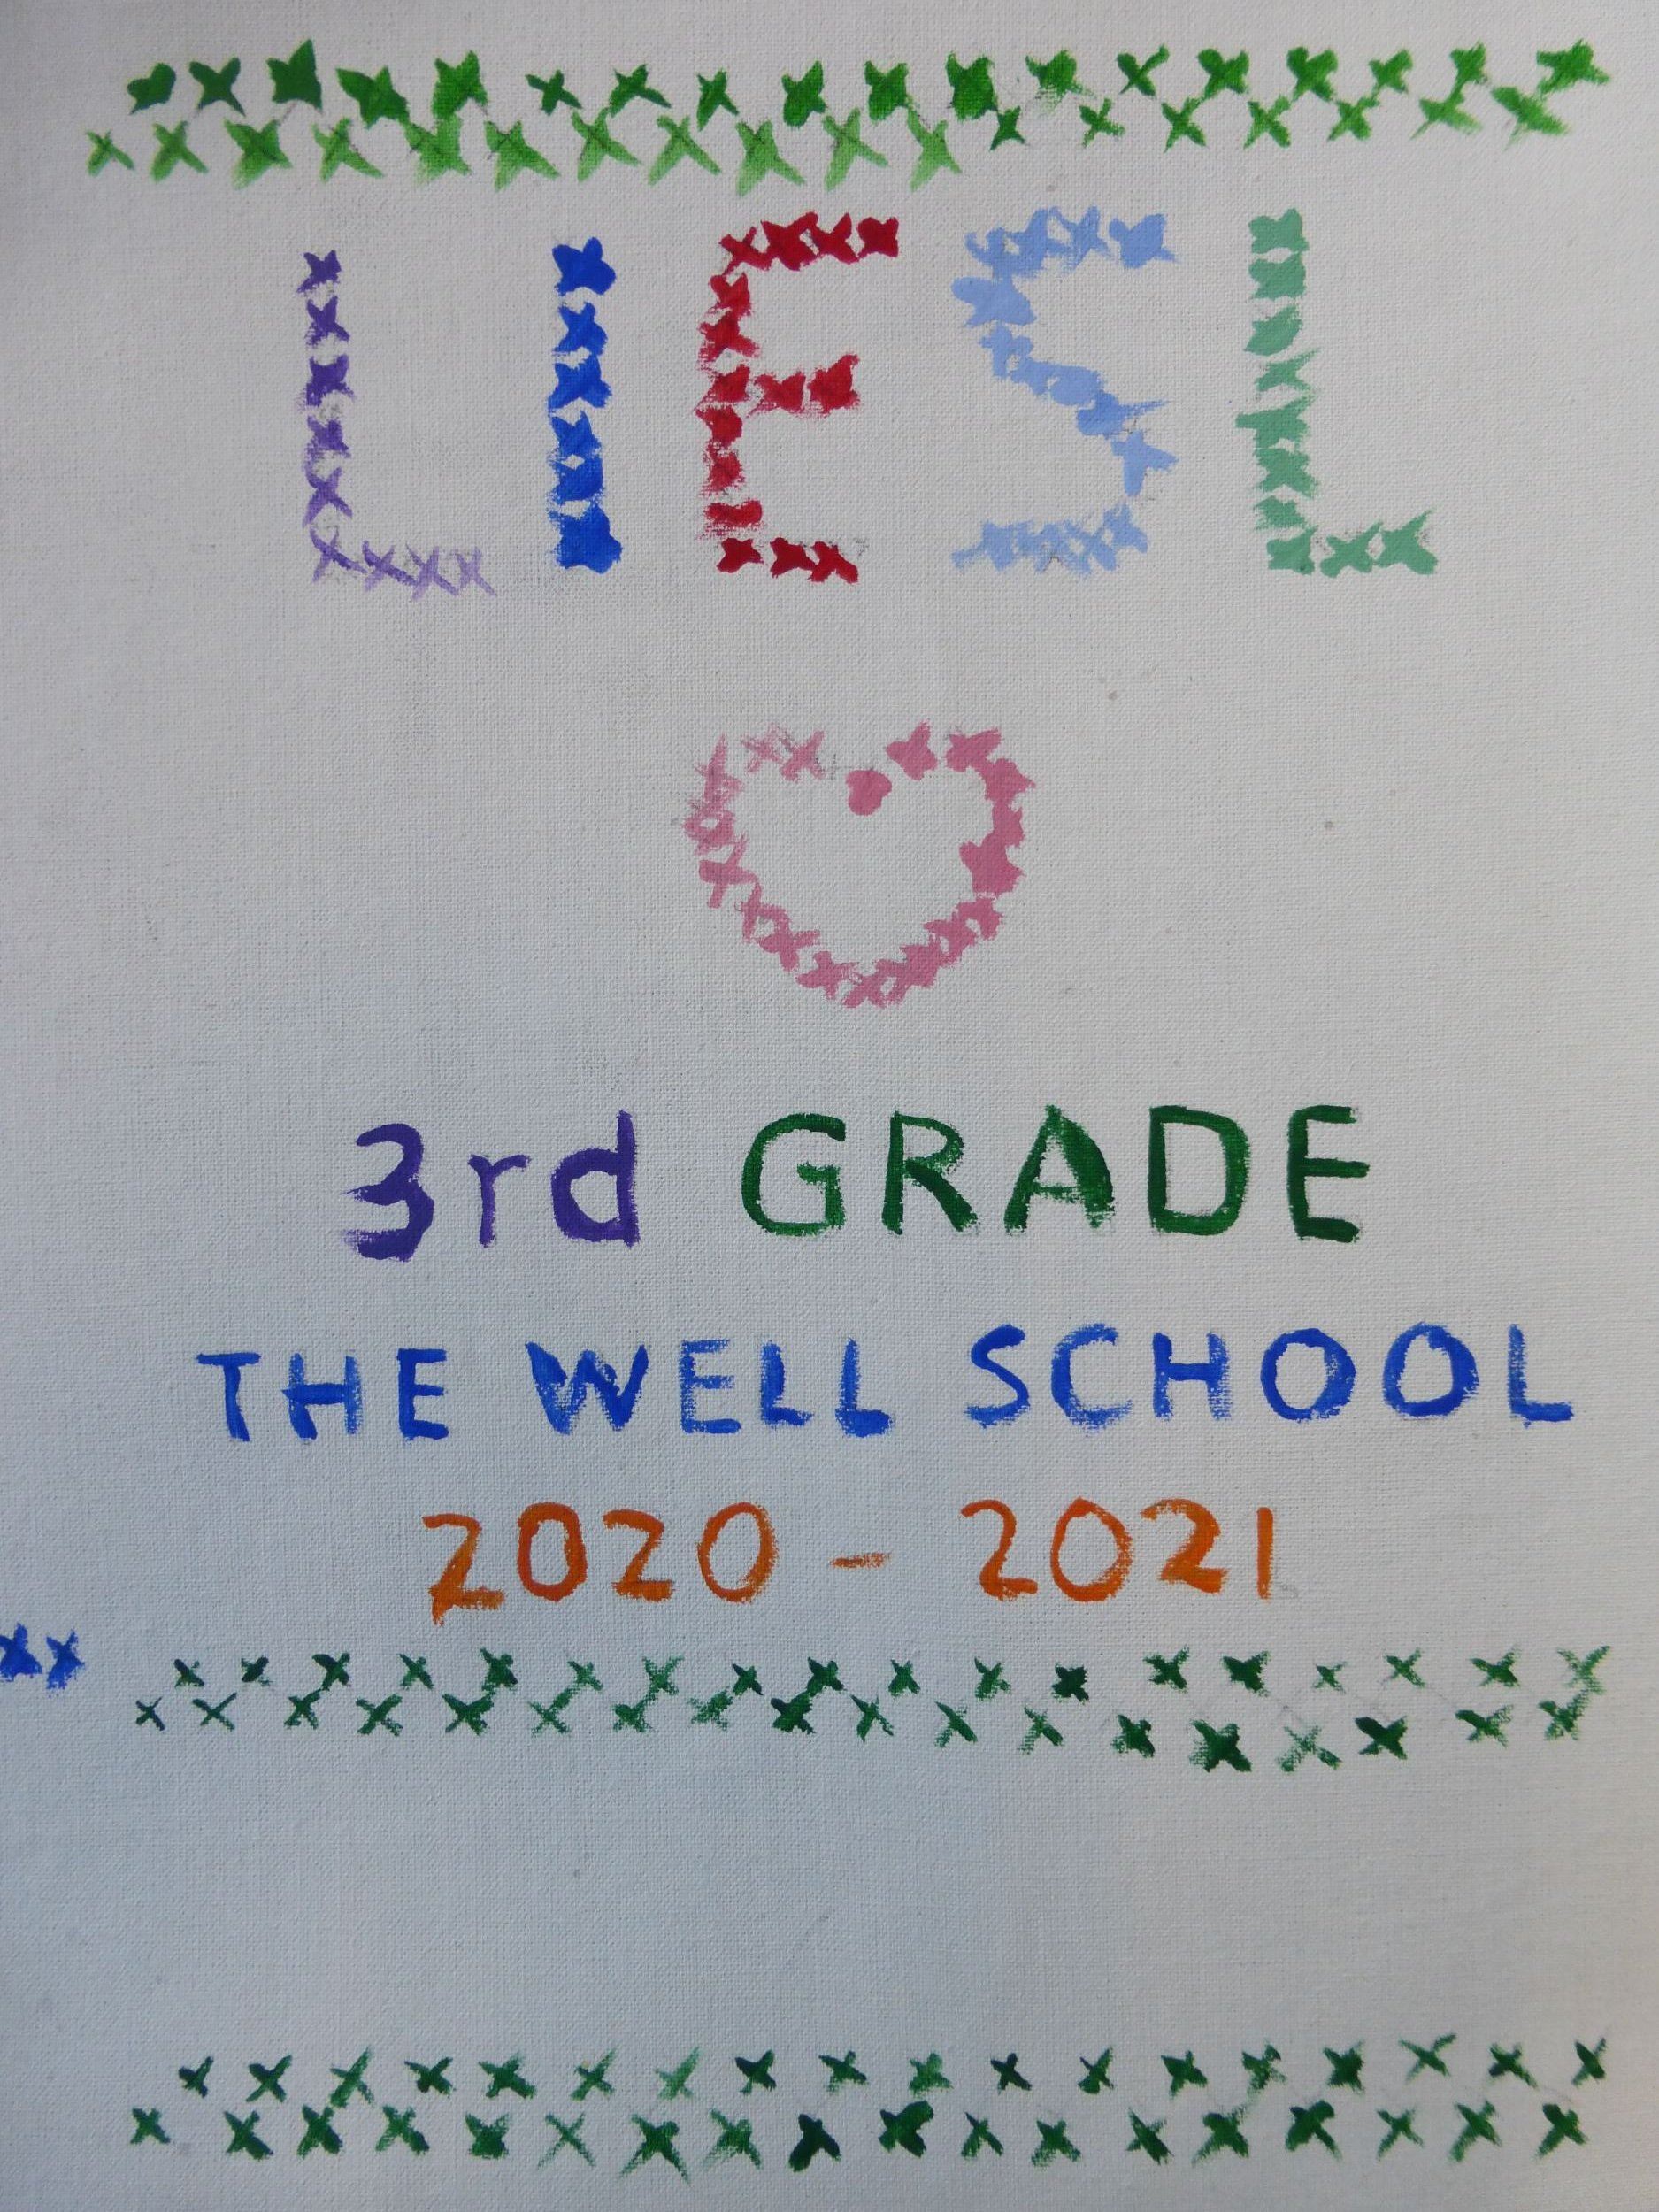 LIESL
3rd GRADE
THE WELL SCHOOL
2020 - 2021